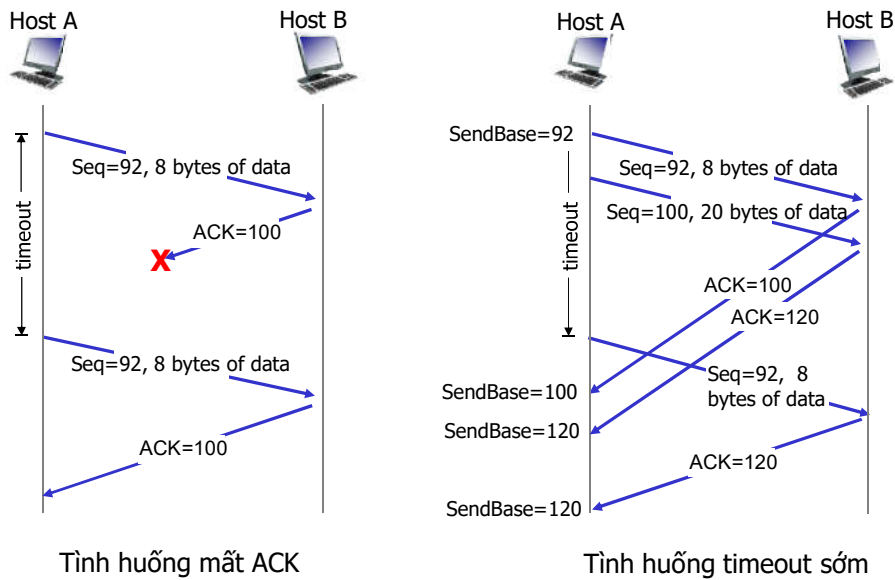 Host A
Host B
timeout
Seq=92, 8 bytes of data
ACK=100
X
Seq=92, 8 bytes of data
ACK=100
Tình huống mất ACK
Host A
Host B
SendBase=92
timeout
Seq=92, 8 bytes of data
Seq=100, 20 bytes of data
ACK=100
ACK=120
Seq=92, 8
bytes of data
SendBase=100
SendBase=120
ACK=120
SendBase=120
Tình huống timeout sớm